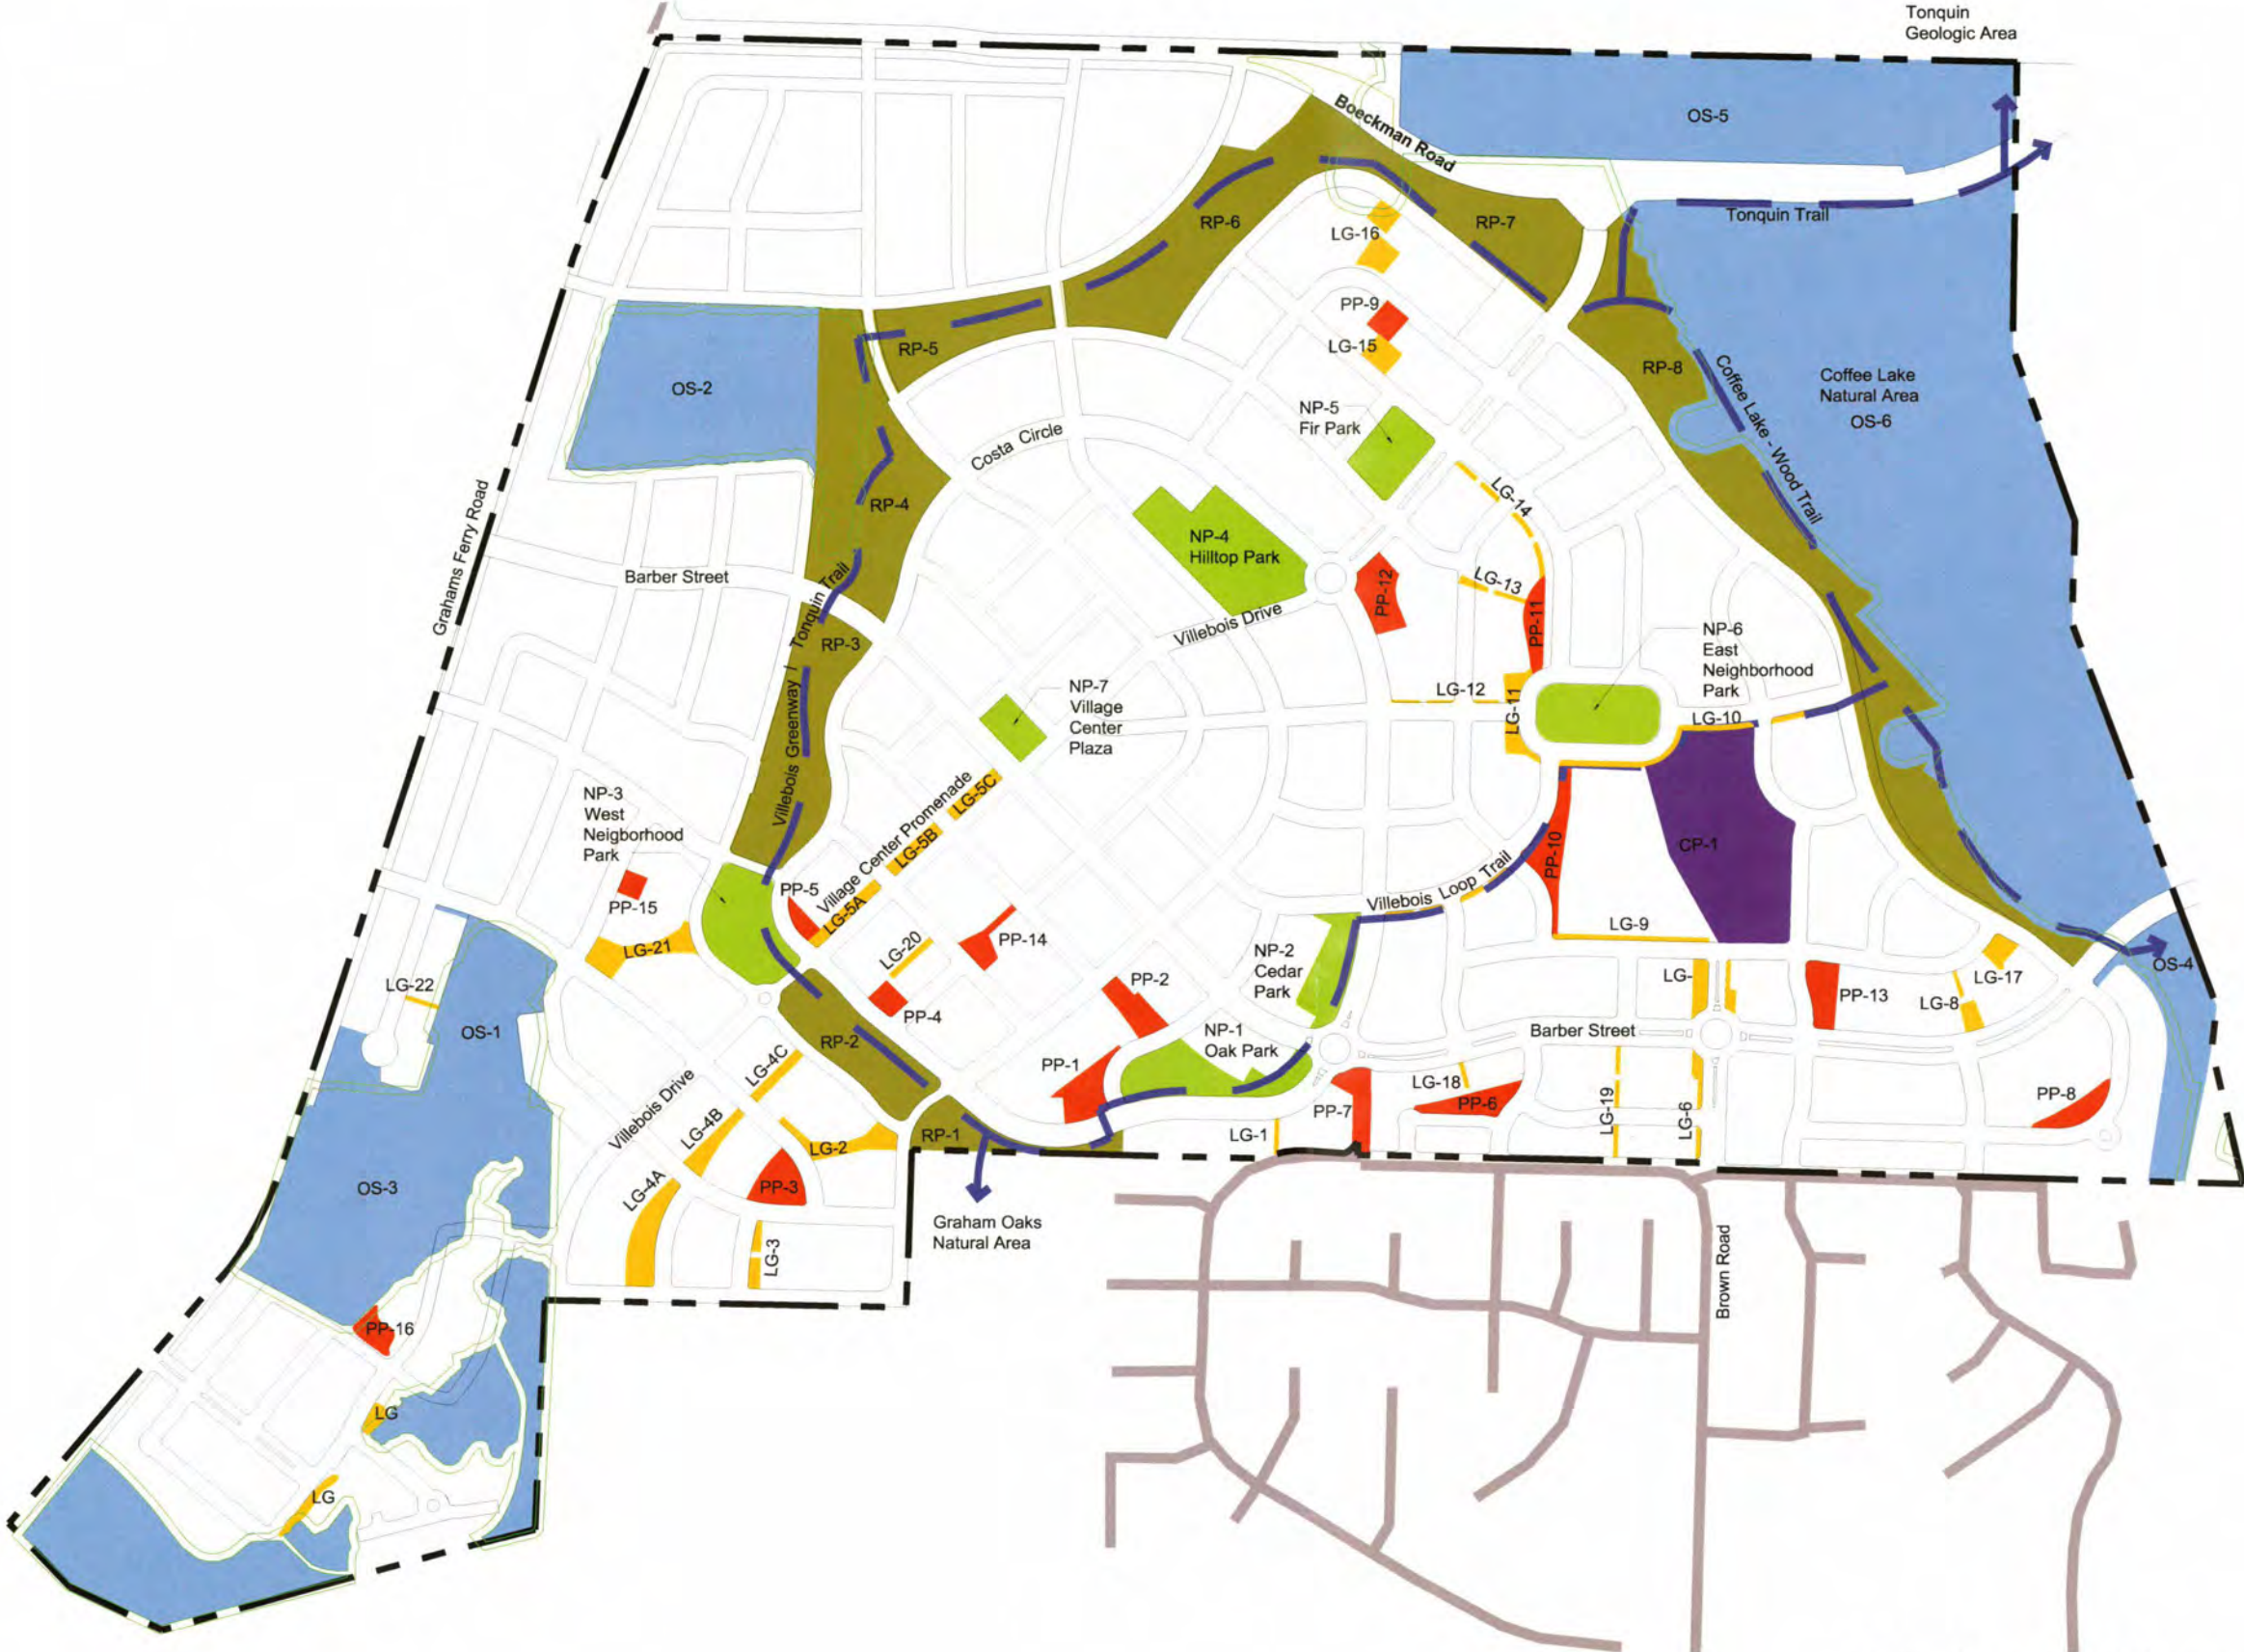 Tonquin
Geologic Area
OS-5
Boeckman Road
Tonquin Trail
RP-6
RP-7
LG-16
PP-9
LG-15
RP-5
RP-8
OS-2
Coffee Lake
Natural Area
OS-6
Coffee Lake - Wood Trail
NP-5
Fir Park
Costa Circle
RP-4
LG-14
Grahams Ferry Road
NP-4
Hilltop Park
Barber Street
LG-13
PP-12
PP-11
Villebois Drive
Villebois Greenway / Tonquin Trail
RP-3
NP-6
East
Neighborhood
Park
NP-7
Village
Center
Plaza
LG-12
LG-11
LG-10
NP-3
West
Neigborhood
Park
Village Center Promenade
LG-5C
LG-5B
LG-5A
PP-5
PP-15
CP-1
PP-10
Villebois Loop Trail
LG-9
LG-21
LG-20
PP-14
NP-2
Cedar
Park
LG-22
OS-1
PP-4
PP-2
LG-
PP-13
LG-8
LG-17
OS-4
RP-2
NP-1
Oak Park
Barber Street
PP-1
LG-4C
Villebois Drive
LG-4B
LG-18
PP-6
PP-7
LG-19
LG-6
PP-8
LG-1
RP-1
LG-2
LG-4A
PP-3
OS-3
LG-3
Graham Oaks
Natural Area
Brown Road
PP-16
LG
LG